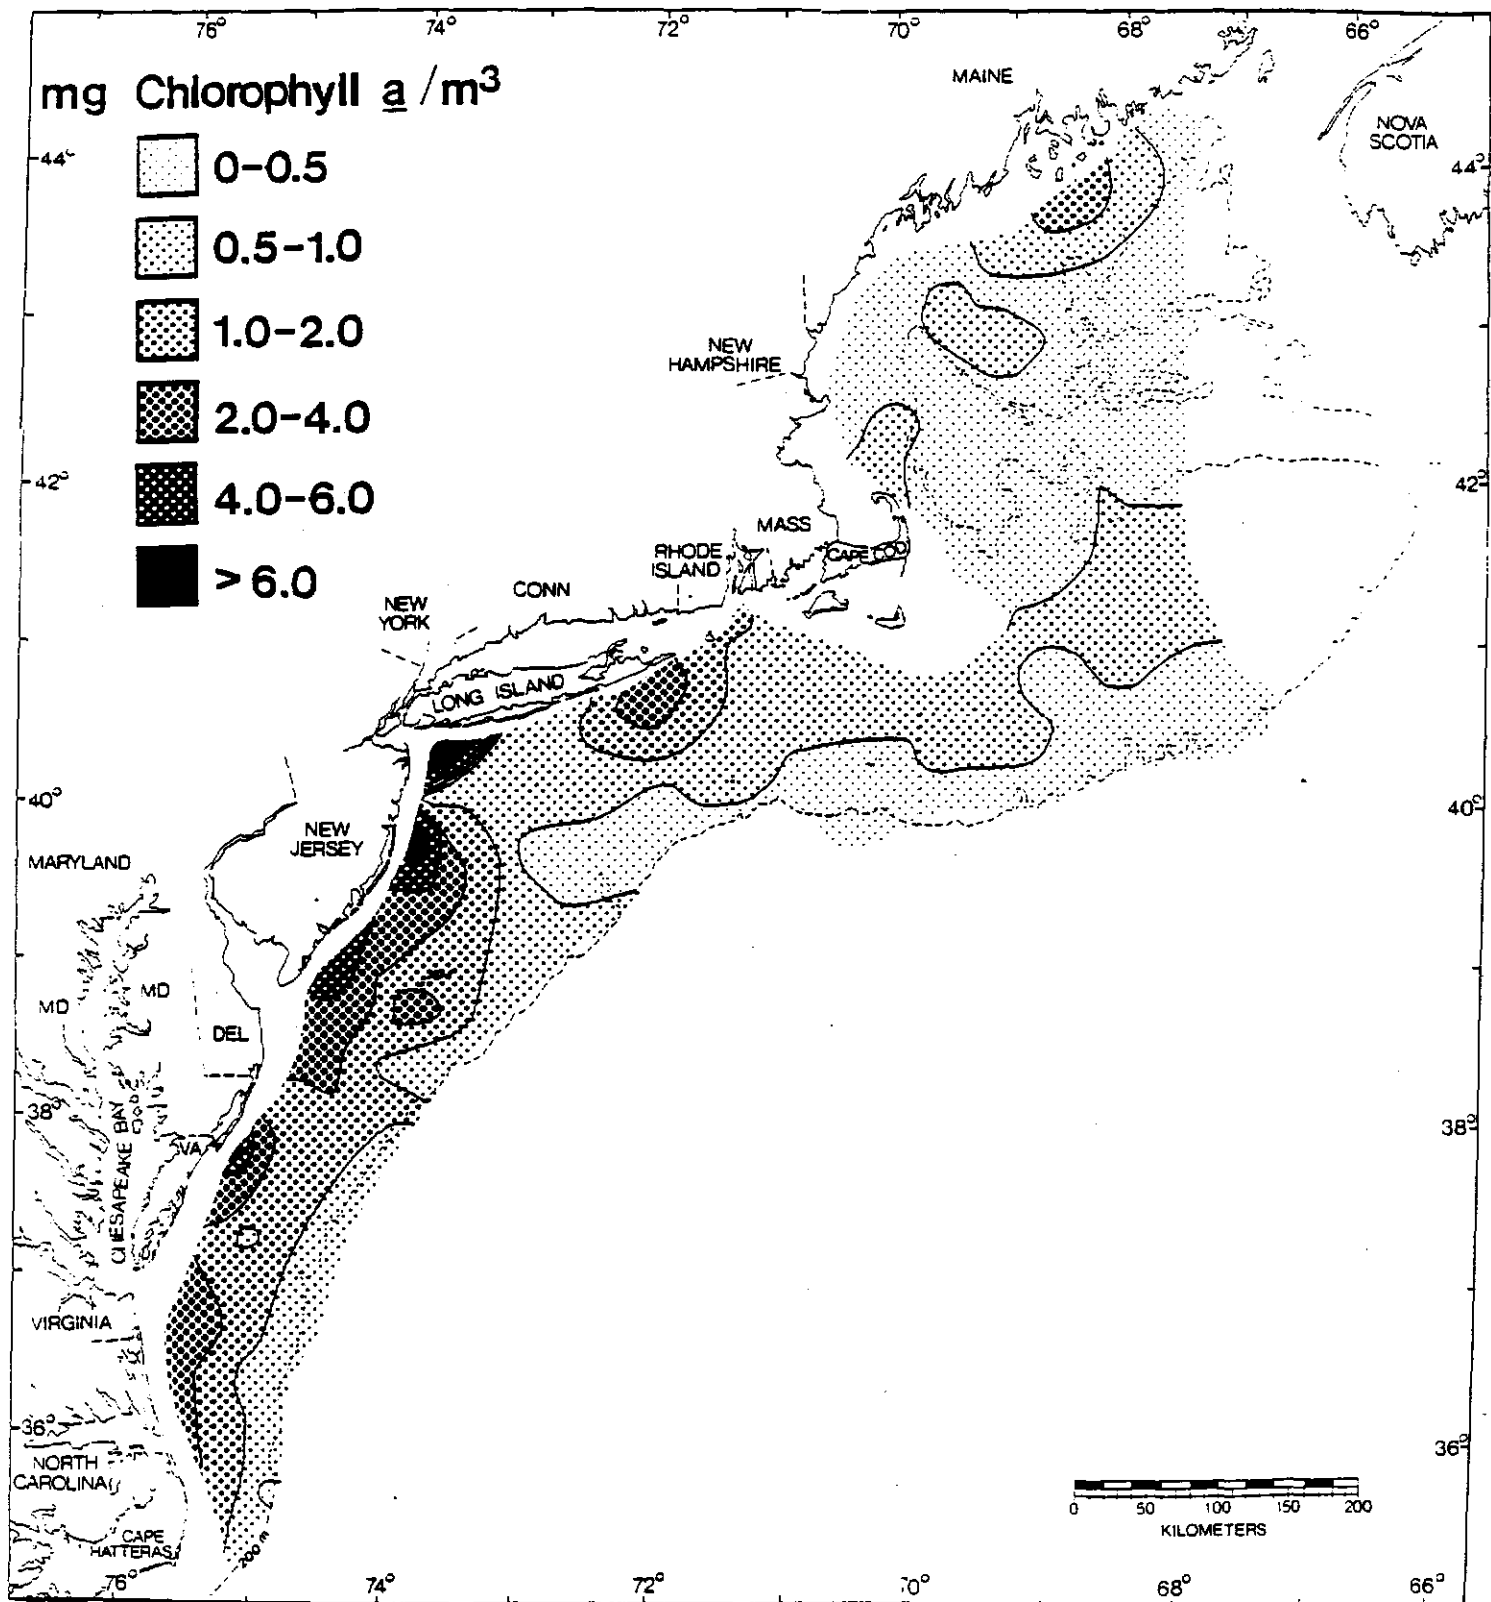 76° 74° 72° 70° 68° 66°
mg Chlorophyll a /m³
0-0.5
0.5-1.0
1.0-2.0
2.0-4.0
4.0-6.0
>6.0
MAINE
NOVA
SCOTIA
44° 44°
NEW
HAMPSHIRE
42° 42°
MASS
CAPE COD
RHODE
ISLAND
CONN
NEW
YORK
LONG ISLAND
40° 40°
NEW
JERSEY
MARYLAND
MD
MD
DEL
38° 38°
VA
CHESAPEAKE BAY
VIRGINIA
36° 36°
NORTH
CAROLINA
CAPE
HATTERAS
200 m
0 50 100 150 200
KILOMETERS
76° 74° 72° 70° 68° 66°